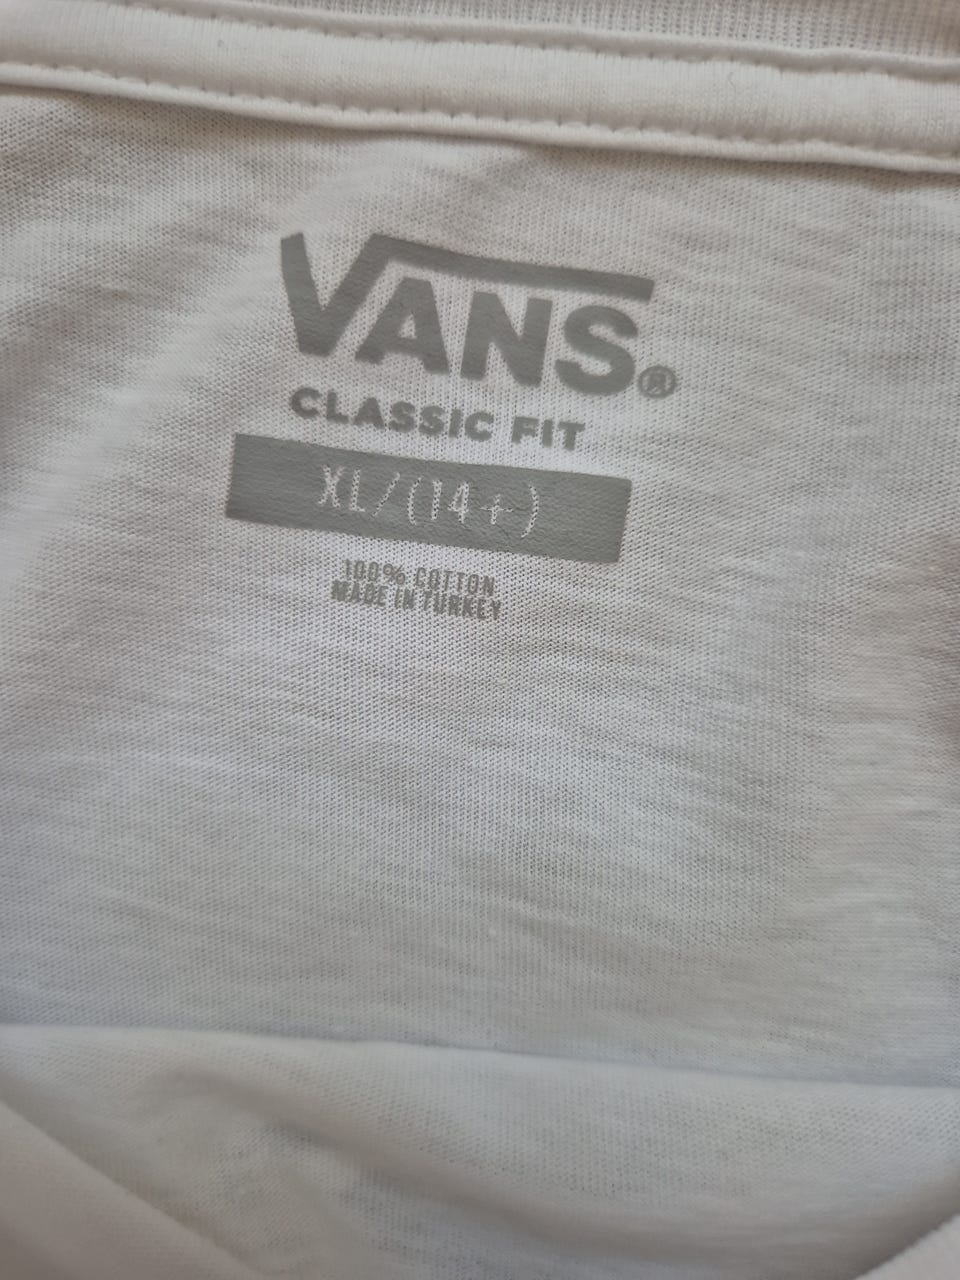 VANS®
CLASSIC FIT
XL/(14+)
100% COTTON
MADE IN TURKEY